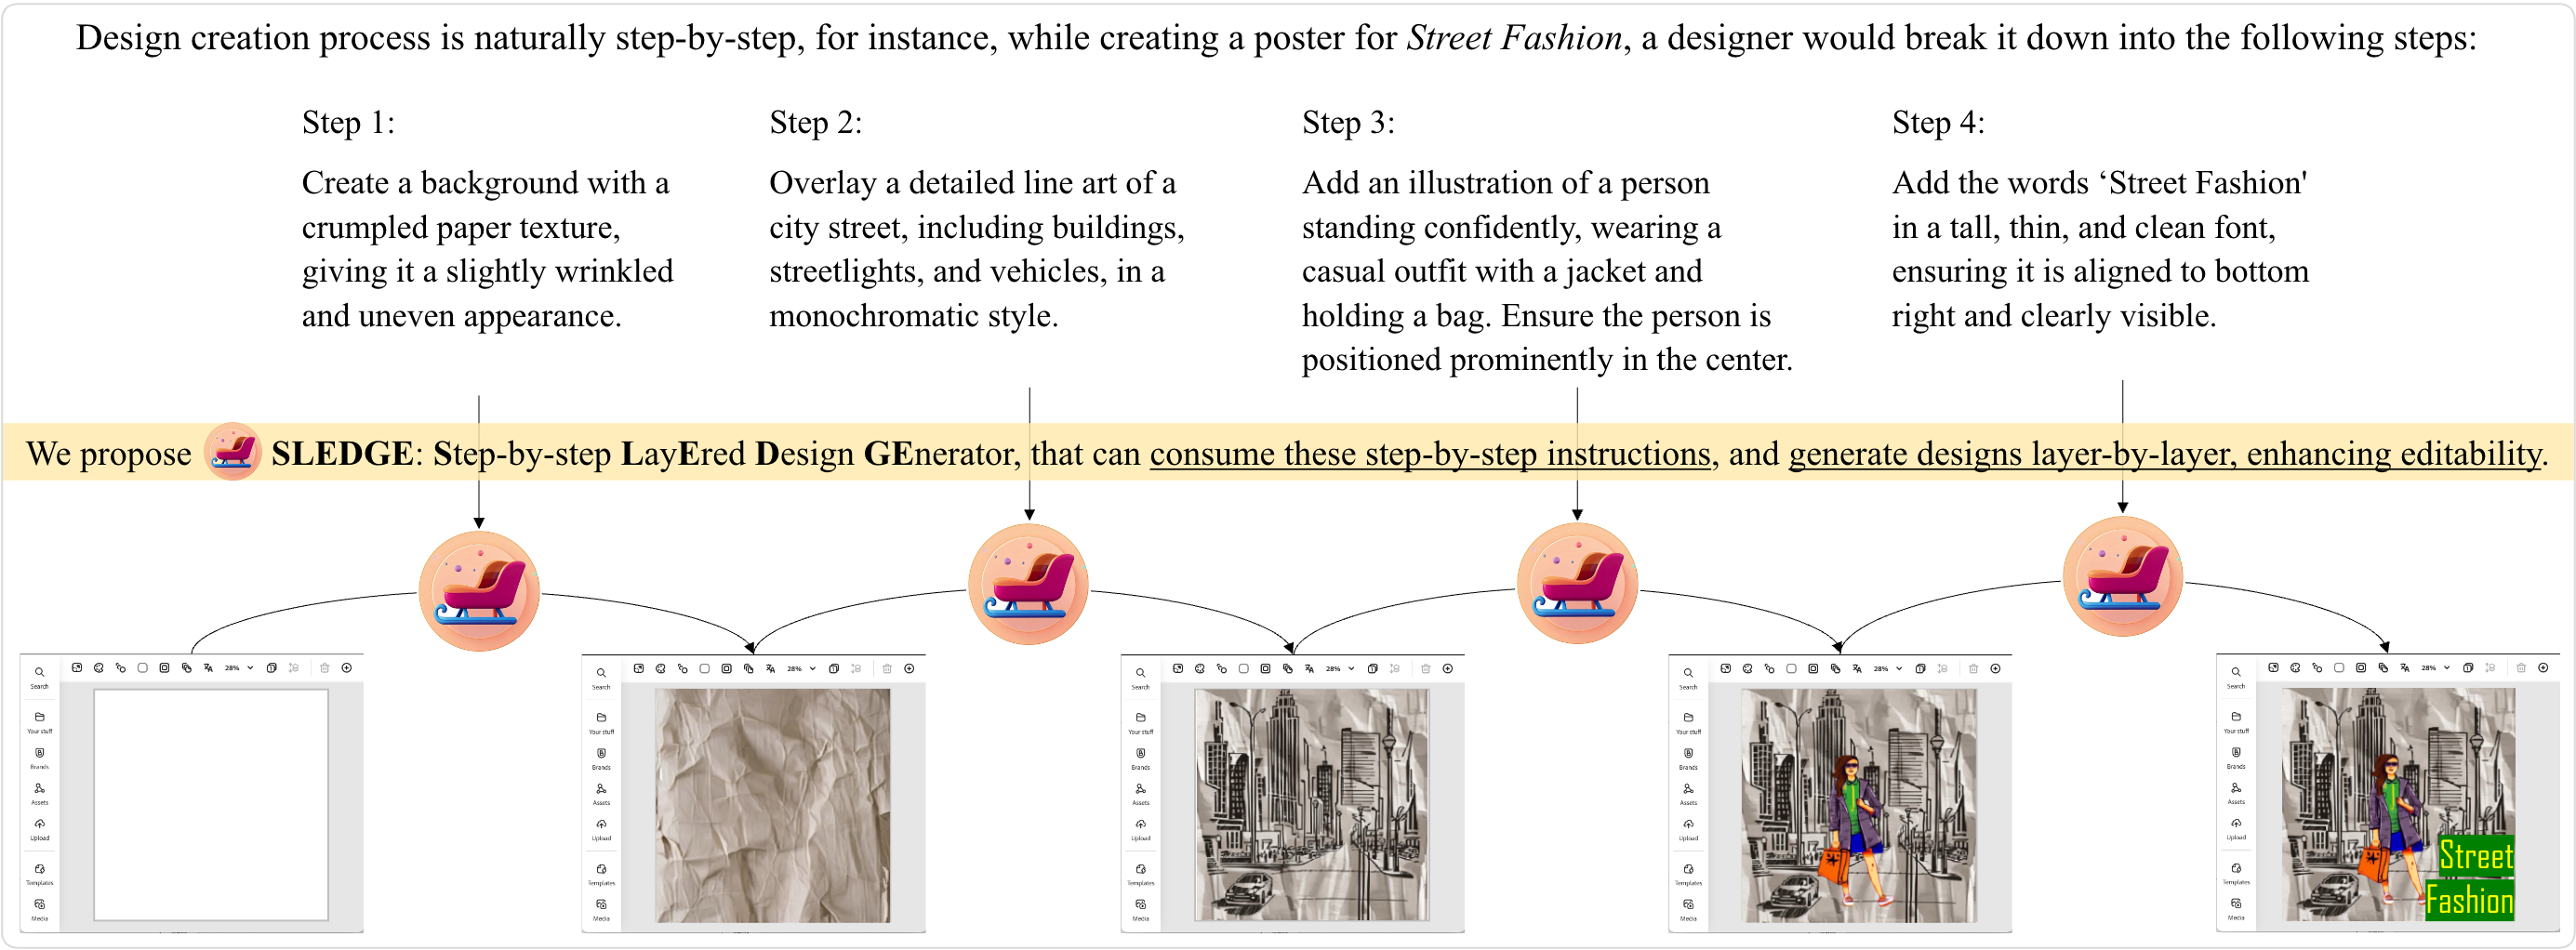 Design creation process is naturally step-by-step, for instance, while creating a poster for Street Fashion, a designer would break it down into the following steps:
Step 1:
Create a background with a
crumpled paper texture,
giving it a slightly wrinkled
and uneven appearance.
Step 2:
Overlay a detailed line art of a
city street, including buildings,
streetlights, and vehicles, in a
monochromatic style.
Step 3:
Add an illustration of a person
standing confidently, wearing a
casual outfit with a jacket and
holding a bag. Ensure the person is
positioned prominently in the center.
Step 4:
Add the words ‘Street Fashion'
in a tall, thin, and clean font,
ensuring it is aligned to bottom
right and clearly visible.
We propose SLEDGE: Step-by-step LayEred Design GEnerator, that can consume these step-by-step instructions, and generate designs layer-by-layer, enhancing editability.
28%
Search
Your stuff
Brands
Assets
Upload
Templates
Media
28%
Search
Your stuff
Brands
Assets
Upload
Templates
Media
28%
Search
Your stuff
Brands
Assets
Upload
Templates
Media
28%
Search
Your stuff
Brands
Assets
Upload
Templates
Media
28%
Search
Your stuff
Brands
Assets
Upload
Templates
Media
Street
Fashion